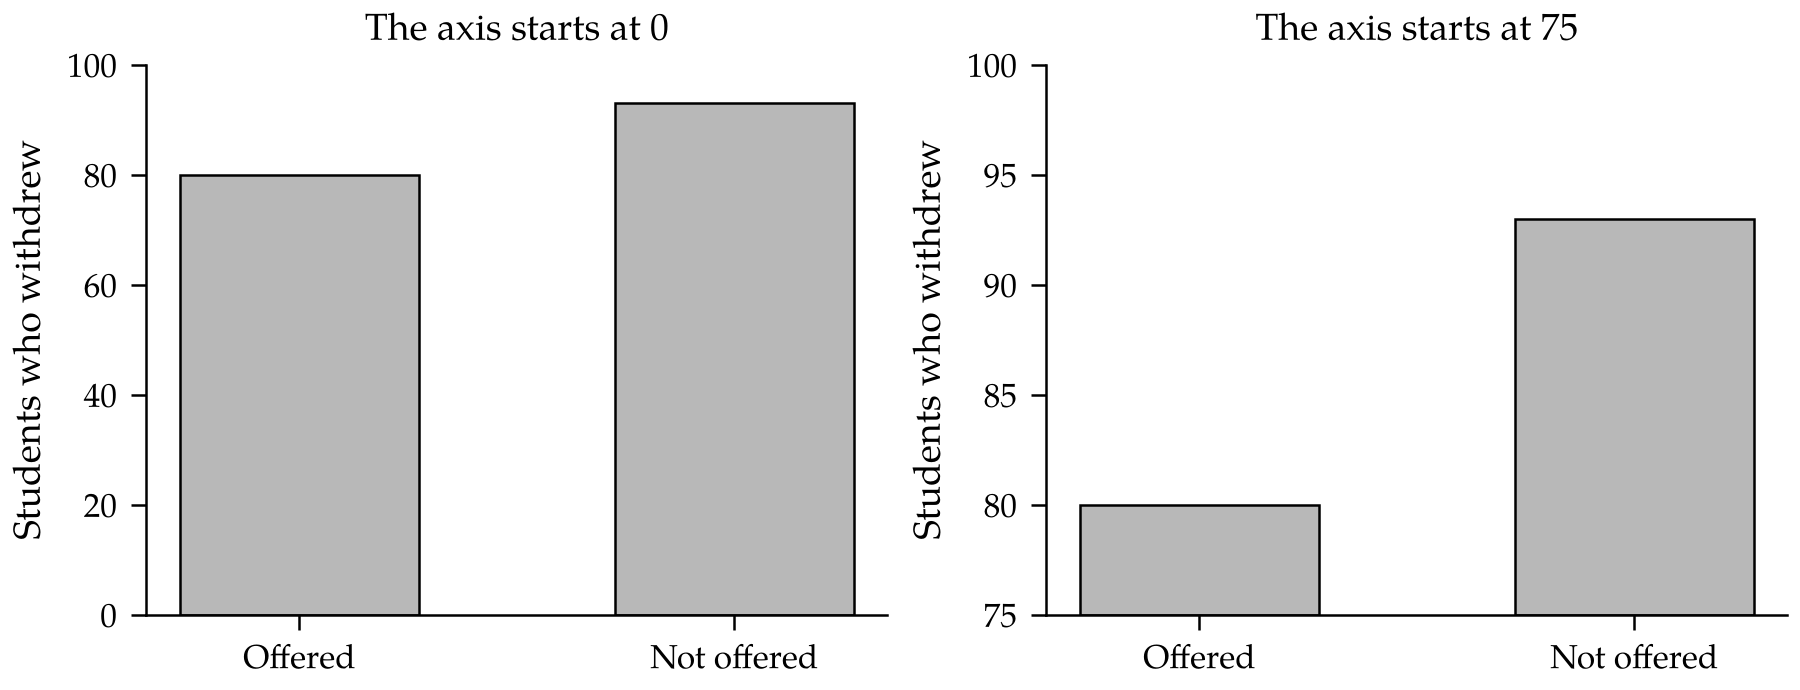 The axis starts at 0
Students who withdrew
100
80
60
40
20
0
Offered Not offered
The axis starts at 75
Students who withdrew
100
95
90
85
80
75
Offered Not offered